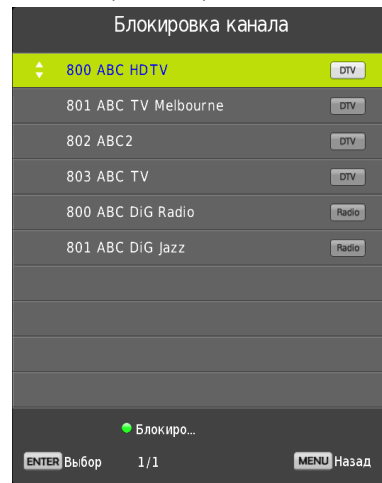 Блокировка канала
800 ABC HDTV DTV
801 ABC TV Melbourne DTV
802 ABC2 DTV
803 ABC TV DTV
800 ABC DiG Radio Radio
801 ABC DiG Jazz Radio
Блокиро...
ENTER Выбор 1/1 MENU Назад